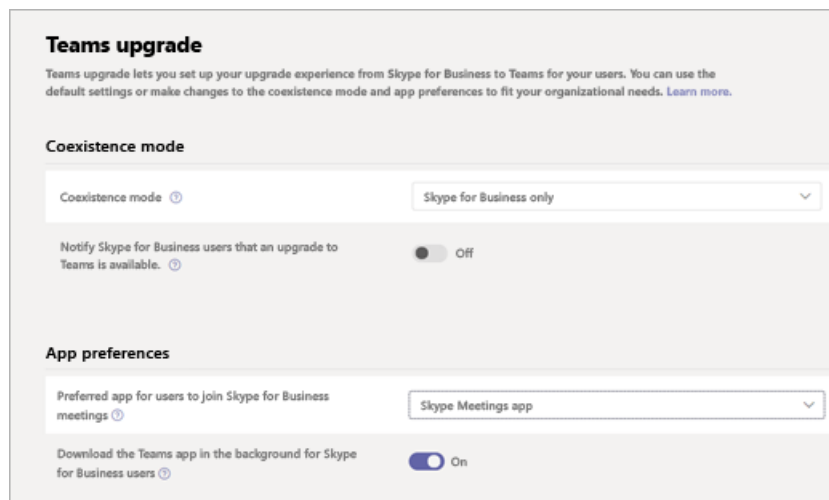 Teams upgrade
Teams upgrade lets you set up your upgrade experience from Skype for Business to Teams for your users. You can use the
default settings or make changes to the coexistence mode and app preferences to fit your organizational needs. Learn more.
Coexistence mode
Coexistence mode ?
Skype for Business only
Notify Skype for Business users that an upgrade to
Teams is available. ?
Off
App preferences
Preferred app for users to join Skype for Business
meetings ?
Skype Meetings app
Download the Teams app in the background for Skype
for Business users ?
On